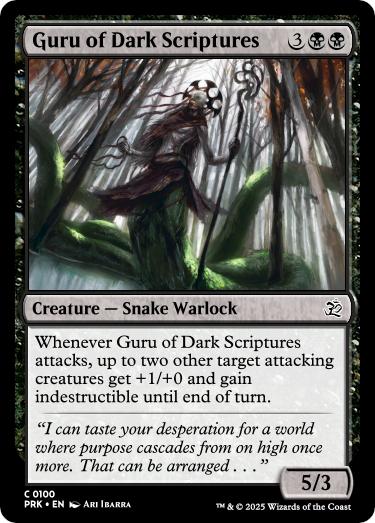 Guru of Dark Scriptures 3
Creature — Snake Warlock
Whenever Guru of Dark Scriptures
attacks, up to two other target attacking
creatures get +1/+0 and gain
indestructible until end of turn.
“I can taste your desperation for a world
where purpose cascades from on high once
more. That can be arranged . . .”
5/3
C 0100
PRK • EN Ari Ibarra
™ & © 2025 Wizards of the Coast